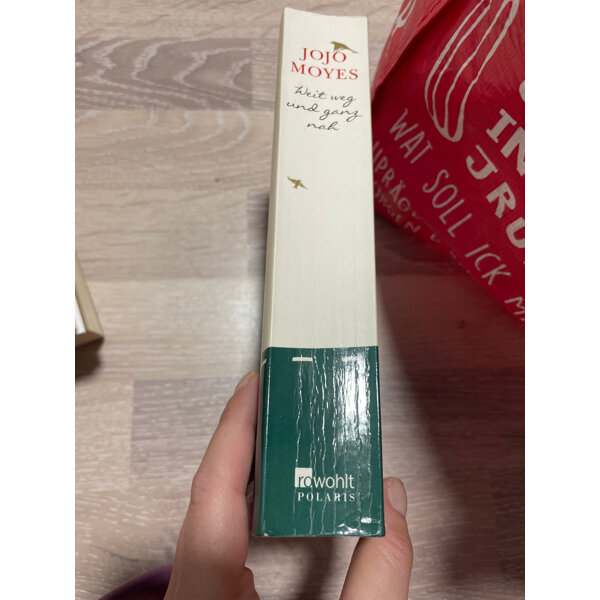 JOJO
MOYES
Weit weg
und ganz
nah
rowohlt
POLARIS
WAT SOLL ICK